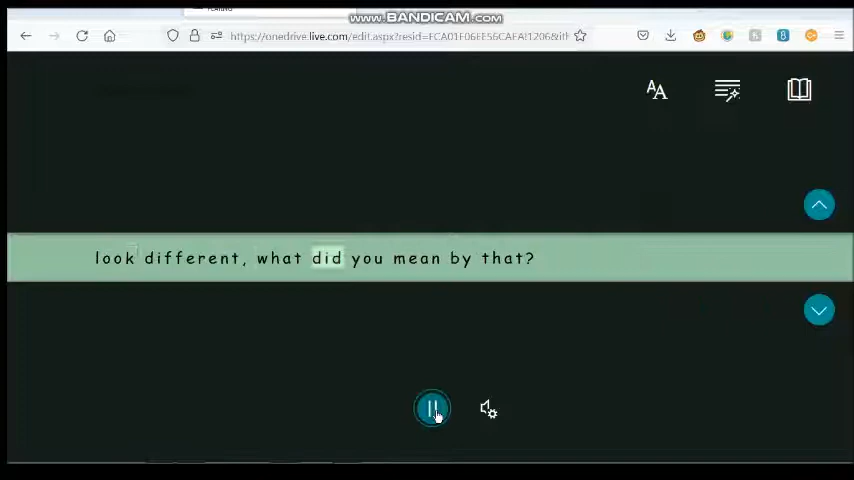 www.BANDICAM.com
https://onedrive.live.com/edit.aspx?resid=FCA01F06EE56CAFA!1206&ith
AA
look different, what did you mean by that?